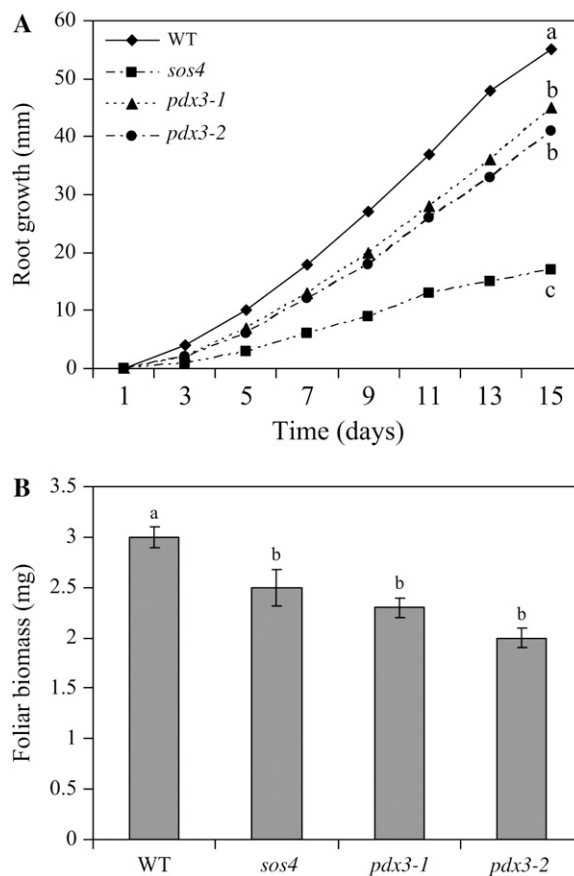 A
Root growth (mm)
60
50
40
30
20
10
0
WT
sos4
pdx3-1
pdx3-2
a
b
b
c
1 3 5 7 9 11 13 15
Time (days)
B
Foliar biomass (mg)
3.5
3
2.5
2
1.5
1
0.5
0
a
b
b
b
WT sos4 pdx3-1 pdx3-2